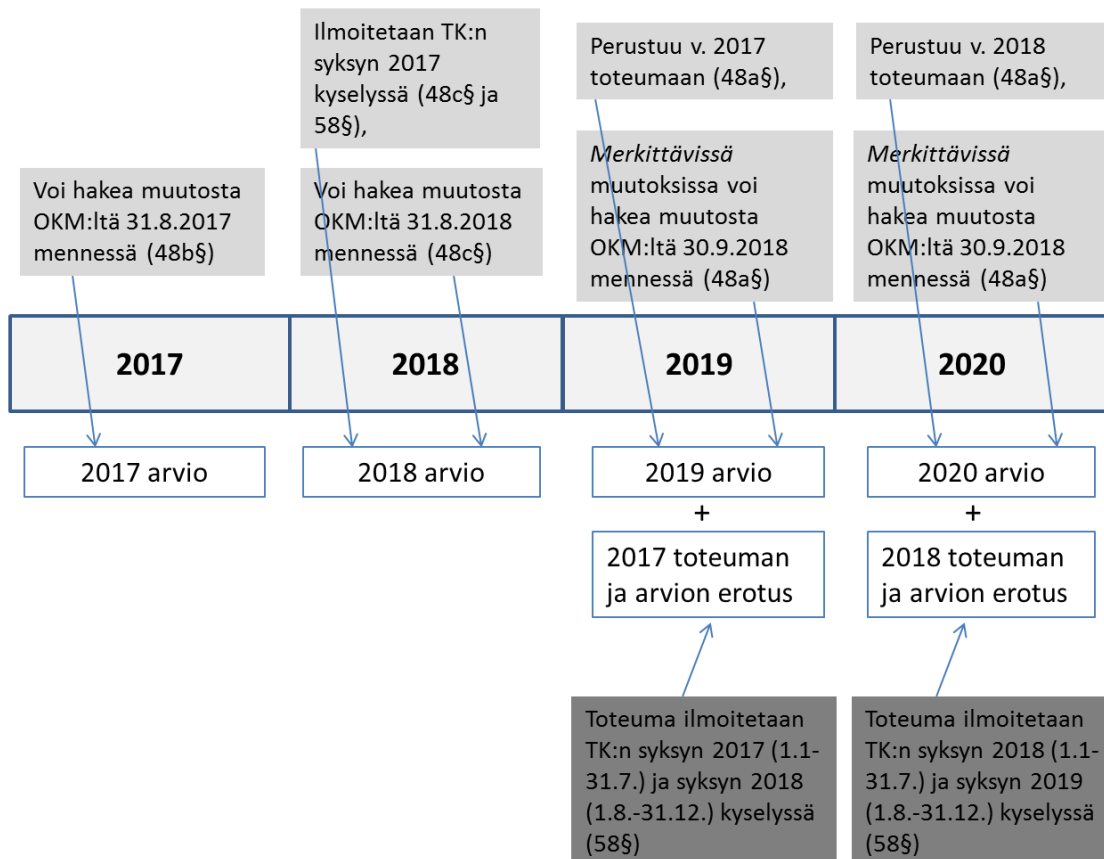 Ilmoitetaan TK:n
syksyn 2017
kyselyssä (48c§ ja
58§),
Perustuu v. 2017
toteumaan (48a§),
Perustuu v. 2018
toteumaan (48a§),
Voi hakea muutosta
OKM:ltä 31.8.2017
mennessä (48b§)
Voi hakea muutosta
OKM:ltä 31.8.2018
mennessä (48c§)
Merkittävissä
muutoksissa voi
hakea muutosta
OKM:ltä 30.9.2018
mennessä (48a§)
Merkittävissä
muutoksissa voi
hakea muutosta
OKM:ltä 30.9.2018
mennessä (48a§)
2017
2018
2019
2020
2017 arvio
2018 arvio
2019 arvio
+
2017 toteuman
ja arvion erotus
2020 arvio
+
2018 toteuman
ja arvion erotus
Toteuma ilmoitetaan
TK:n syksyn 2017 (1.1-
31.7.) ja syksyn 2018
(1.8.-31.12.) kyselyssä
(58§)
Toteuma ilmoitetaan
TK:n syksyn 2018 (1.1-
31.7.) ja syksyn 2019
(1.8.-31.12.) kyselyssä
(58§)